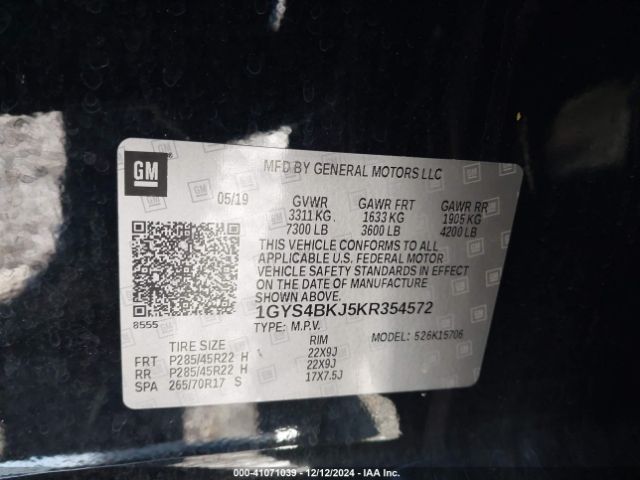 GM
MFD BY GENERAL MOTORS LLC
05/19
GVWR GAWR FRT GAWR RR
3311 KG 1633 KG 1905 KG
7300 LB 3600 LB 4200 LB
THIS VEHICLE CONFORMS TO ALL
APPLICABLE U.S. FEDERAL MOTOR
VEHICLE SAFETY STANDARDS IN EFFECT
ON THE DATE OF MANUFACTURE
SHOWN ABOVE.
1GYS4BKJ5KR354572
8555
TYPE: M.P.V. MODEL: 526K15706
TIRE SIZE RIM
FRT P285/45R22 H 22X9J
RR P285/45R22 H 22X9J
SPA 265/70R17 S 17X7.5J
000-41071039 - 12/12/2024 - IAA Inc.